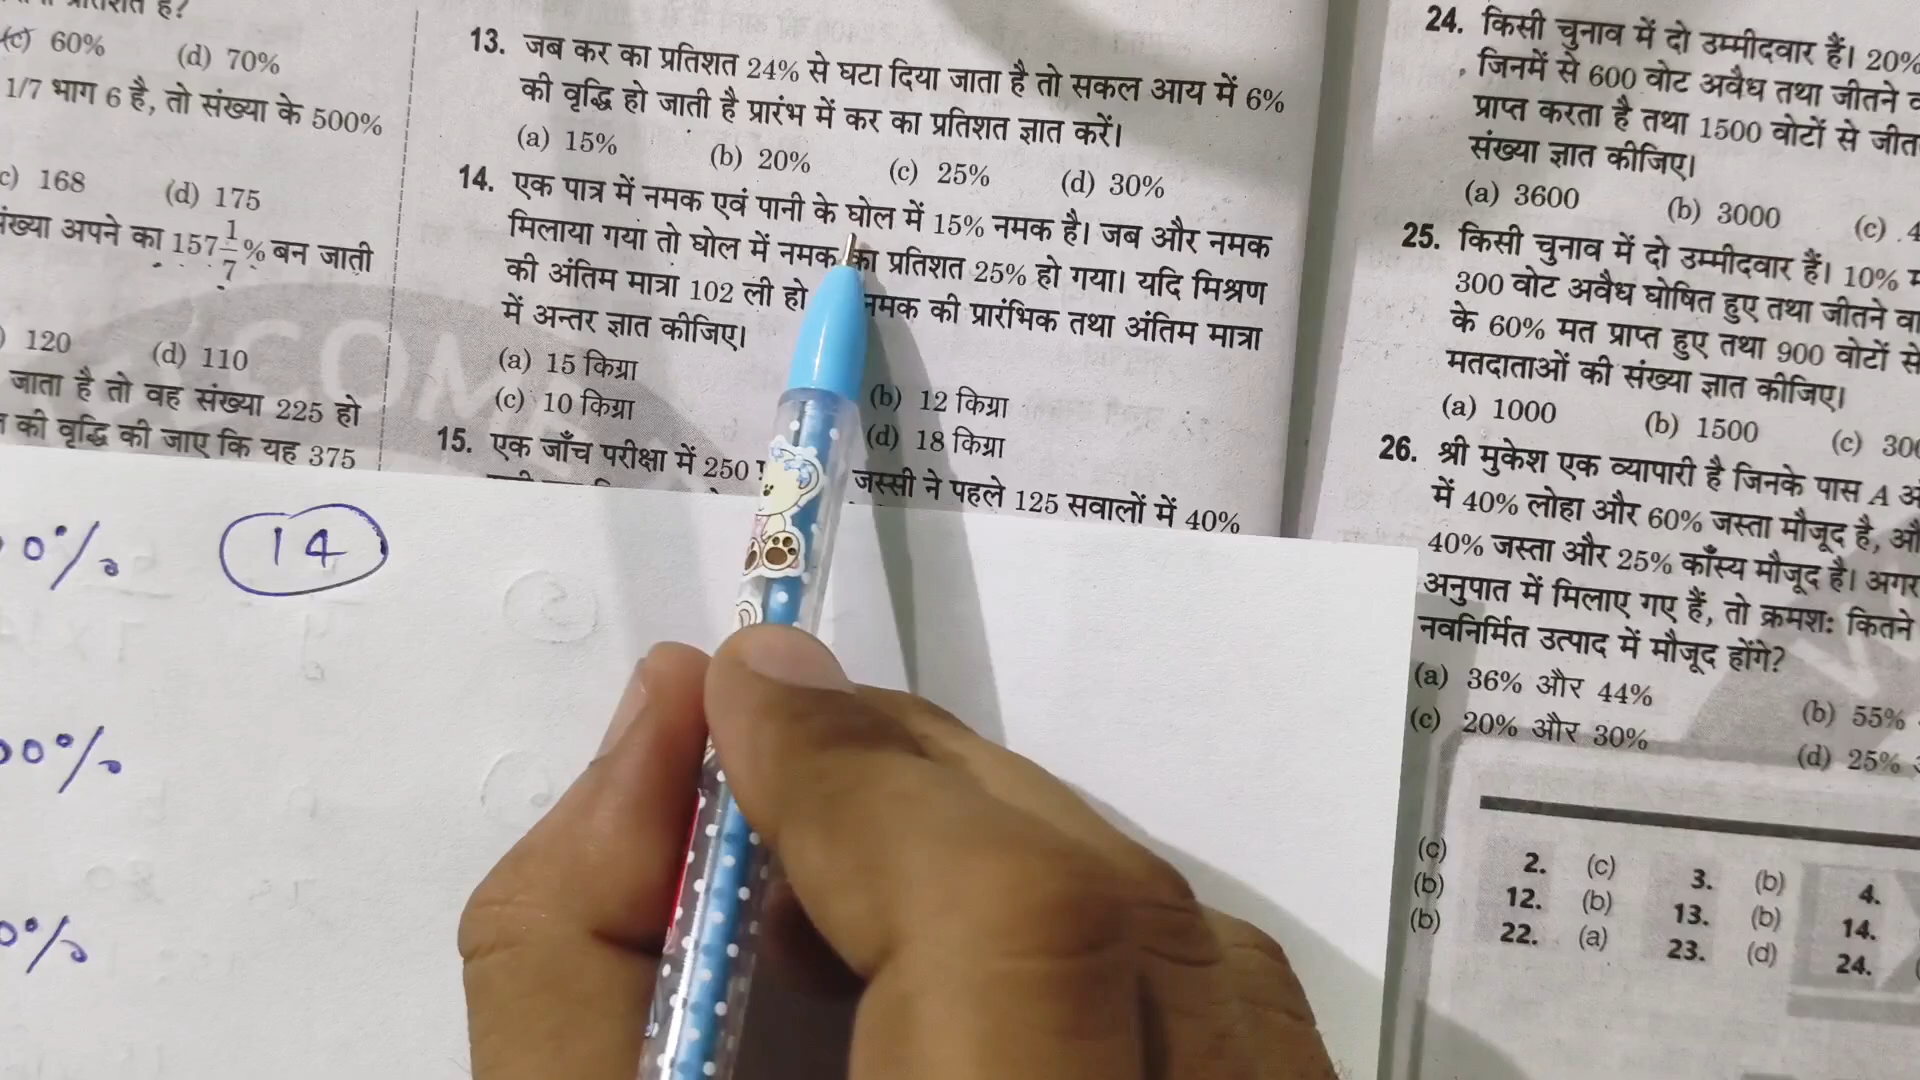 प्रतिशत है?
(c) 60% (d) 70%
1/7 भाग 6 है, तो संख्या के 500%
c) 168 (d) 175
संख्या अपने का 157 1/7 % बन जाती
) 120 (d) 110
जाता है तो वह संख्या 225 हो
की वृद्धि की जाए कि यह 375
0%
14
00%
0%
13. जब कर का प्रतिशत 24% से घटा दिया जाता है तो सकल आय में 6%
की वृद्धि हो जाती है प्रारंभ में कर का प्रतिशत ज्ञात करें।
(a) 15% (b) 20% (c) 25% (d) 30%
14. एक पात्र में नमक एवं पानी के घोल में 15% नमक है। जब और नमक
मिलाया गया तो घोल में नमक का प्रतिशत 25% हो गया। यदि मिश्रण
की अंतिम मात्रा 102 ली हो नमक की प्रारंभिक तथा अंतिम मात्रा
में अन्तर ज्ञात कीजिए।
(a) 15 किग्रा (b) 12 किग्रा
(c) 10 किग्रा (d) 18 किग्रा
15. एक जाँच परीक्षा में 250 जस्सी ने पहले 125 सवालों में 40%
24. किसी चुनाव में दो उम्मीदवार हैं। 20%
जिनमें से 600 वोट अवैध तथा जीतने
प्राप्त करता है तथा 1500 वोटों से जीत
संख्या ज्ञात कीजिए।
(a) 3600 (b) 3000 (c) 4
25. किसी चुनाव में दो उम्मीदवार हैं। 10%
300 वोट अवैध घोषित हुए तथा जीतने
के 60% मत प्राप्त हुए तथा 900 वोटों से
मतदाताओं की संख्या ज्ञात कीजिए।
(a) 1000 (b) 1500 (c) 300
26. श्री मुकेश एक व्यापारी है जिनके पास A
में 40% लोहा और 60% जस्ता मौजूद है,
40% जस्ता और 25% काँस्य मौजूद है। अगर
अनुपात में मिलाए गए हैं, तो क्रमशः कितने
नवनिर्मित उत्पाद में मौजूद होंगे?
(a) 36% और 44% (b) 55%
(c) 20% और 30% (d) 25%
(c) 2. (c) 3. (b) 4.
(b) 12. (b) 13. (b) 14.
(b) 22. (a) 23. (d) 24.